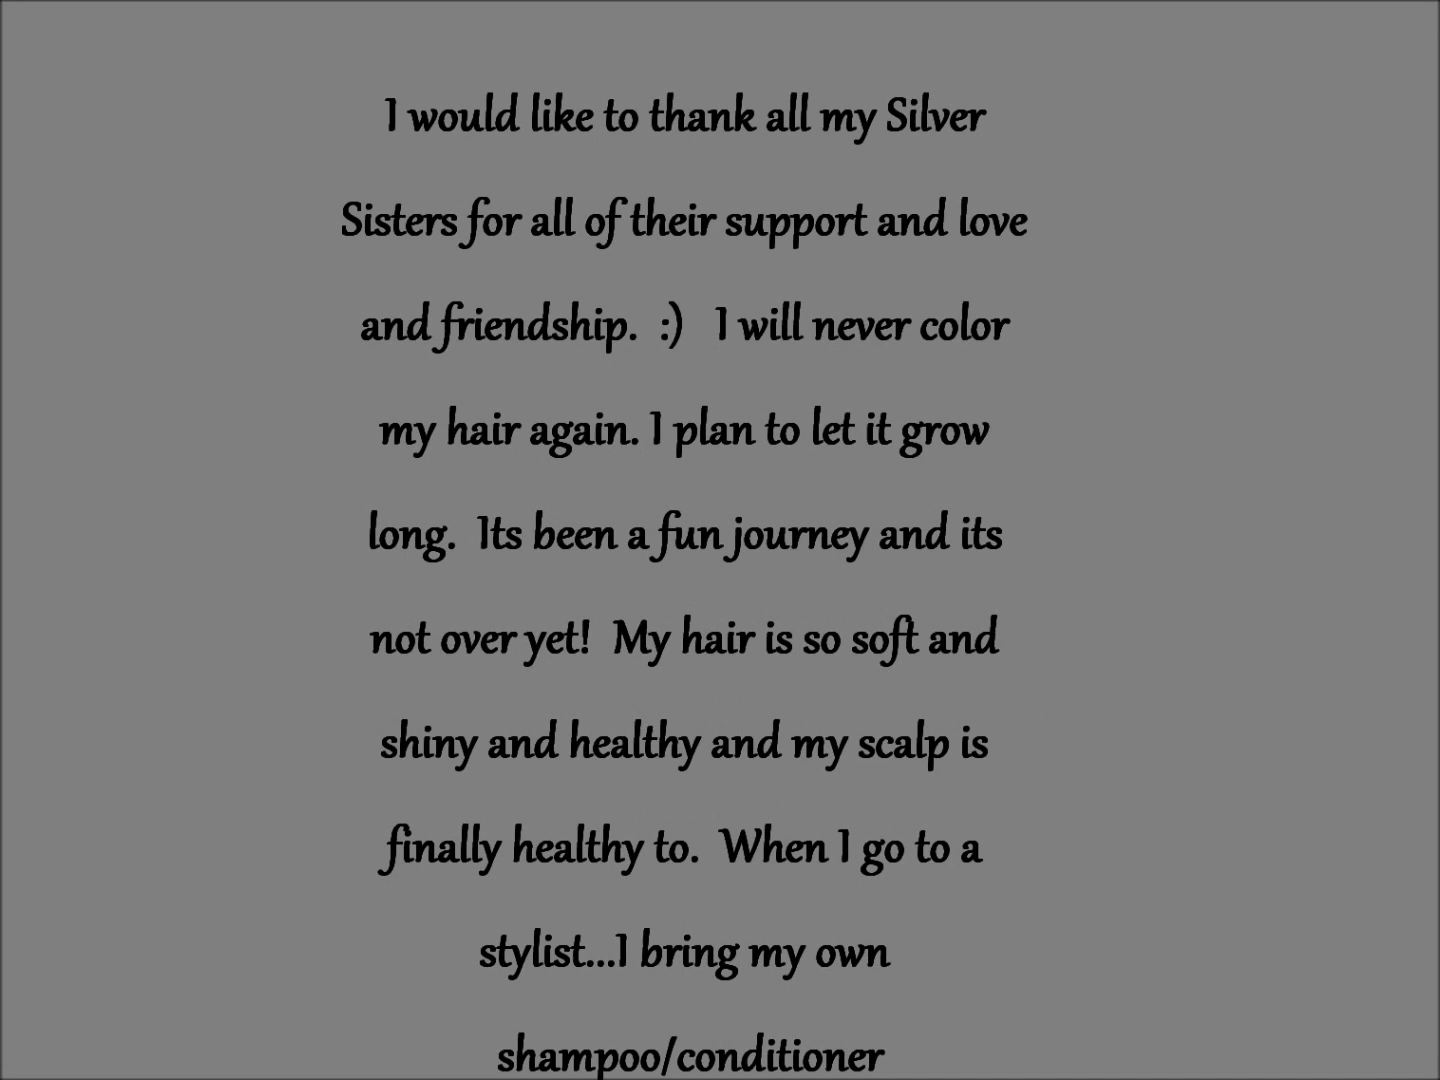 I would like to thank all my Silver
Sisters for all of their support and love
and friendship.  :)   I will never color
my hair again. I plan to let it grow
long.  Its been a fun journey and its
not over yet!  My hair is so soft and
shiny and healthy and my scalp is
finally healthy to.  When I go to a
stylist...I bring my own
shampoo/conditioner